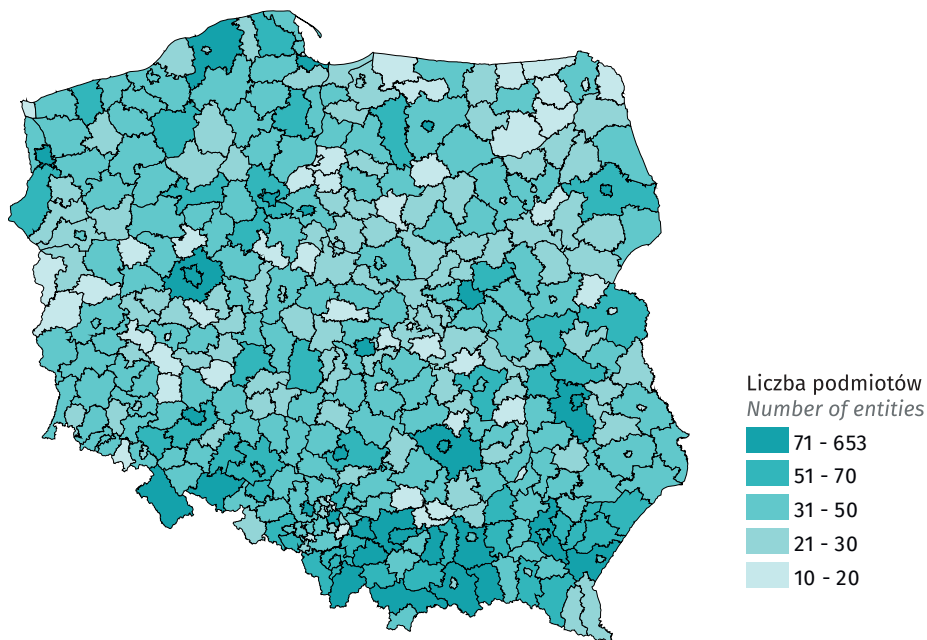 Liczba podmiotów
Number of entities
71 - 653
51 - 70
31 - 50
21 - 30
10 - 20